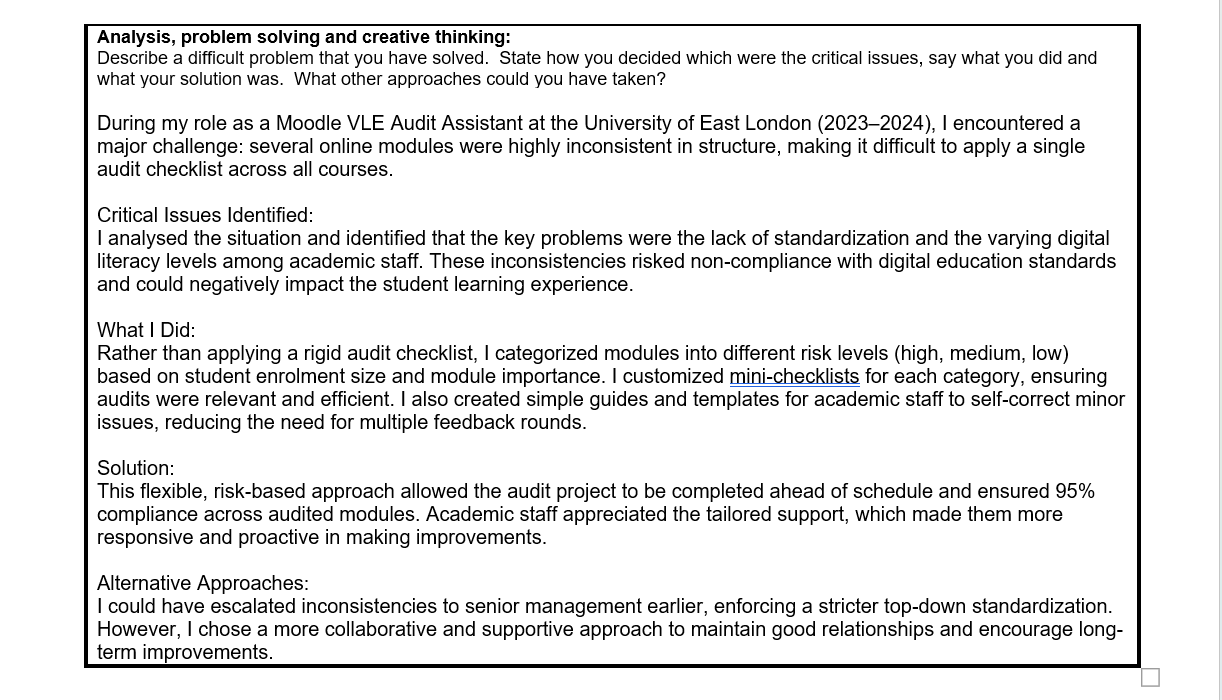 Analysis, problem solving and creative thinking:
Describe a difficult problem that you have solved.  State how you decided which were the critical issues, say what you did and
what your solution was.  What other approaches could you have taken?
During my role as a Moodle VLE Audit Assistant at the University of East London (2023–2024), I encountered a
major challenge: several online modules were highly inconsistent in structure, making it difficult to apply a single
audit checklist across all courses.
Critical Issues Identified:
I analysed the situation and identified that the key problems were the lack of standardization and the varying digital
literacy levels among academic staff. These inconsistencies risked non-compliance with digital education standards
and could negatively impact the student learning experience.
What I Did:
Rather than applying a rigid audit checklist, I categorized modules into different risk levels (high, medium, low)
based on student enrolment size and module importance. I customized mini-checklists for each category, ensuring
audits were relevant and efficient. I also created simple guides and templates for academic staff to self-correct minor
issues, reducing the need for multiple feedback rounds.
Solution:
This flexible, risk-based approach allowed the audit project to be completed ahead of schedule and ensured 95%
compliance across audited modules. Academic staff appreciated the tailored support, which made them more
responsive and proactive in making improvements.
Alternative Approaches:
I could have escalated inconsistencies to senior management earlier, enforcing a stricter top-down standardization.
However, I chose a more collaborative and supportive approach to maintain good relationships and encourage long-
term improvements.